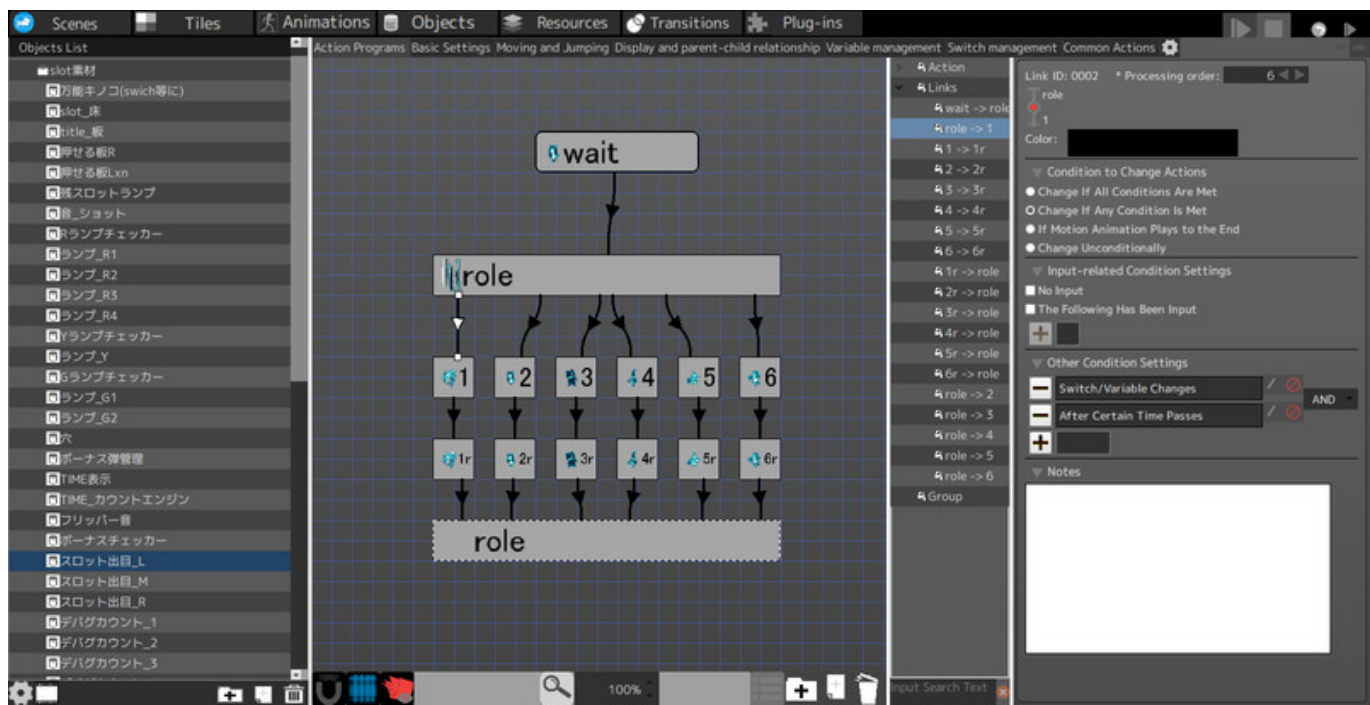 Scenes Tiles Animations Objects Resources Transitions Plug-ins
Objects List
Action Programs Basic Settings Moving and Jumping Display and parent-child relationship Variable management Switch management Common Actions
slot素材
万能キノコ(swich等に)
slot_床
title_板
押せる板R
押せる板Lxn
残スロットランプ
音_ショット
Rランプチェッカー
ランプ_R1
ランプ_R2
ランプ_R3
ランプ_R4
Yランプチェッカー
ランプ_Y
Gランプチェッカー
ランプ_G1
ランプ_G2
穴
ボーナス弾管理
TIME表示
TIME_カウントエンジン
フリッパー音
ボーナスチェッカー
スロット出目_L
スロット出目_M
スロット出目_R
デバグカウント_1
デバグカウント_2
デバグカウント_3
wait
role
1 2 3 4 5 6
1r 2r 3r 4r 5r 6r
role
100%
Action
Links
wait -> role
role -> 1
1 -> 1r
2 -> 2r
3 -> 3r
4 -> 4r
5 -> 5r
6 -> 6r
1r -> role
2r -> role
3r -> role
4r -> role
5r -> role
6r -> role
role -> 2
role -> 3
role -> 4
role -> 5
role -> 6
Group
Input Search Text
Link ID: 0002 * Processing order: 6
role
1
Color:
Condition to Change Actions
Change If All Conditions Are Met
Change If Any Condition Is Met
If Motion Animation Plays to the End
Change Unconditionally
Input-related Condition Settings
No Input
The Following Has Been Input
Other Condition Settings
Switch/Variable Changes
AND
After Certain Time Passes
Notes